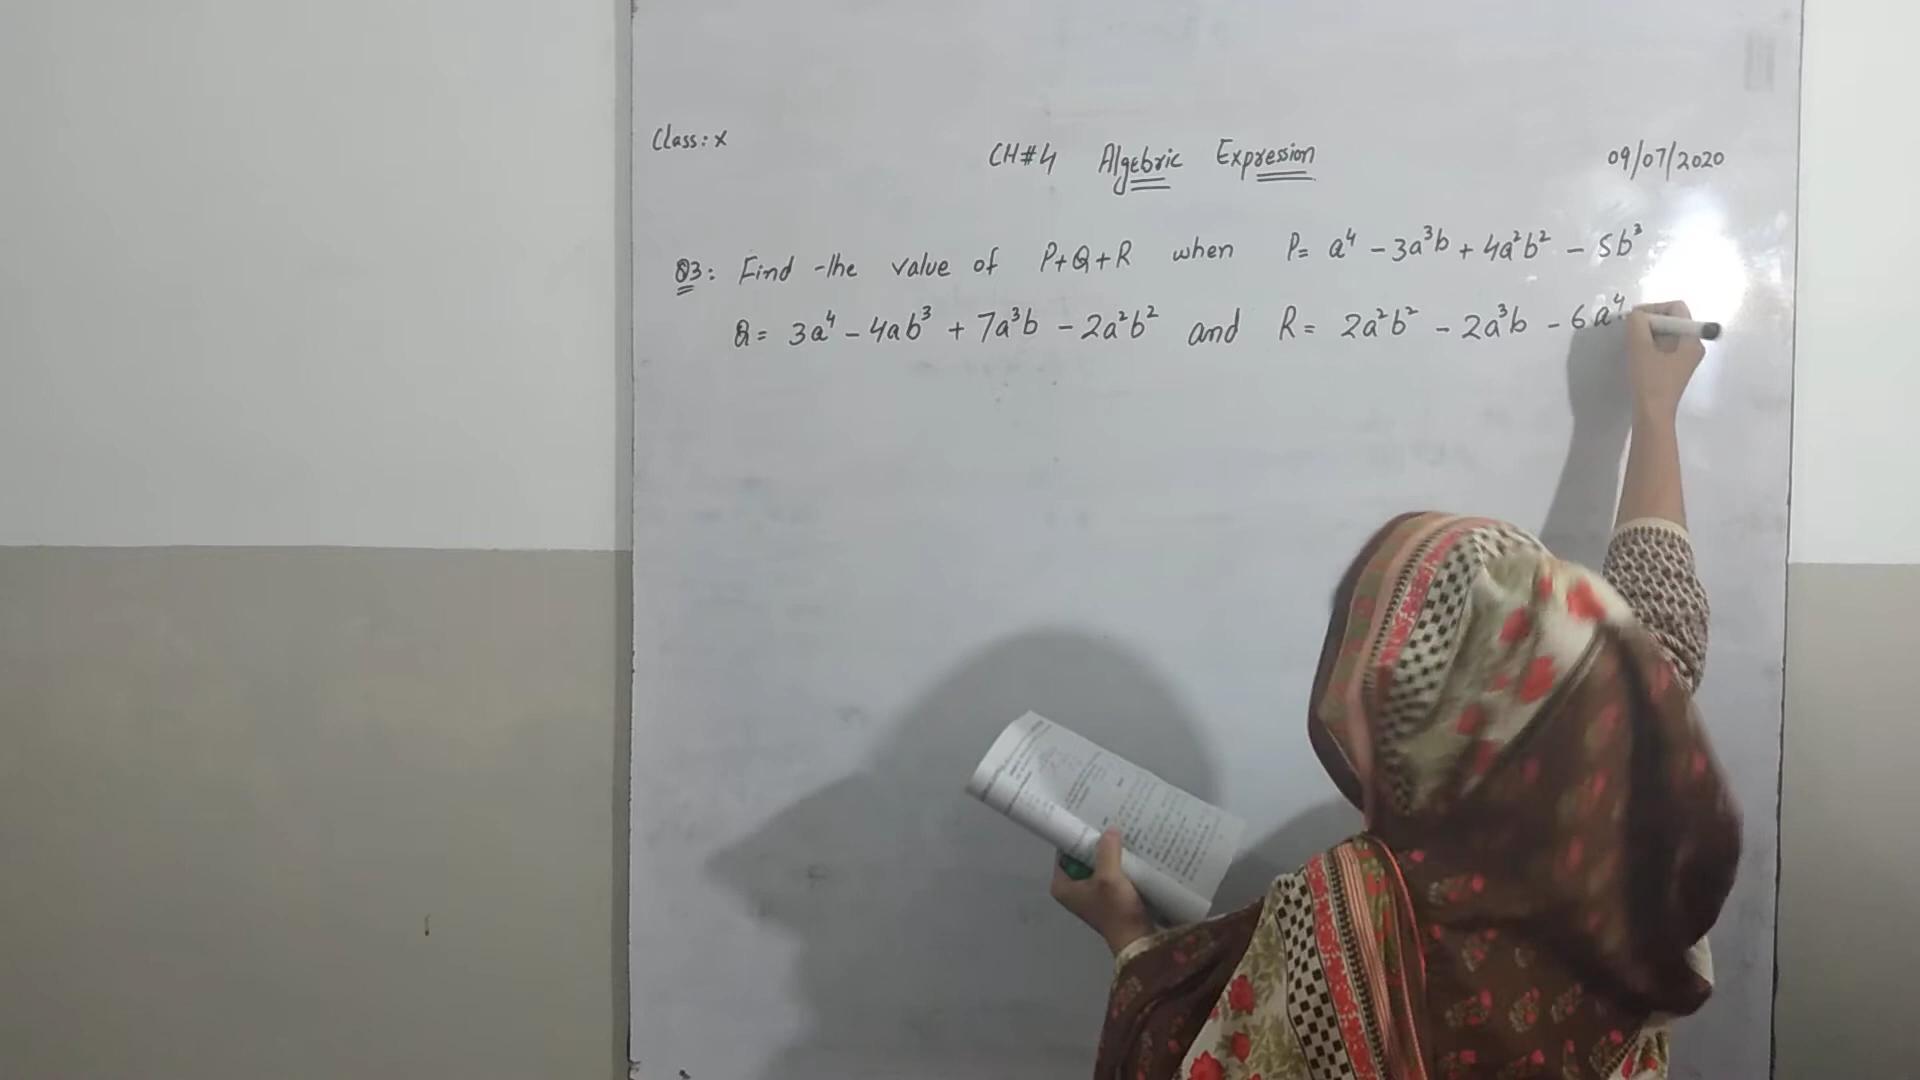 Class: X
CH#4 Algebric Expression
09/07/2020
Q3: Find the value of P+Q+R when P= a⁴ - 3a³b + 4a²b² - 5b³
Q= 3a⁴ - 4ab³ + 7a³b - 2a²b² and R= 2a²b² - 2a³b - 6a⁴